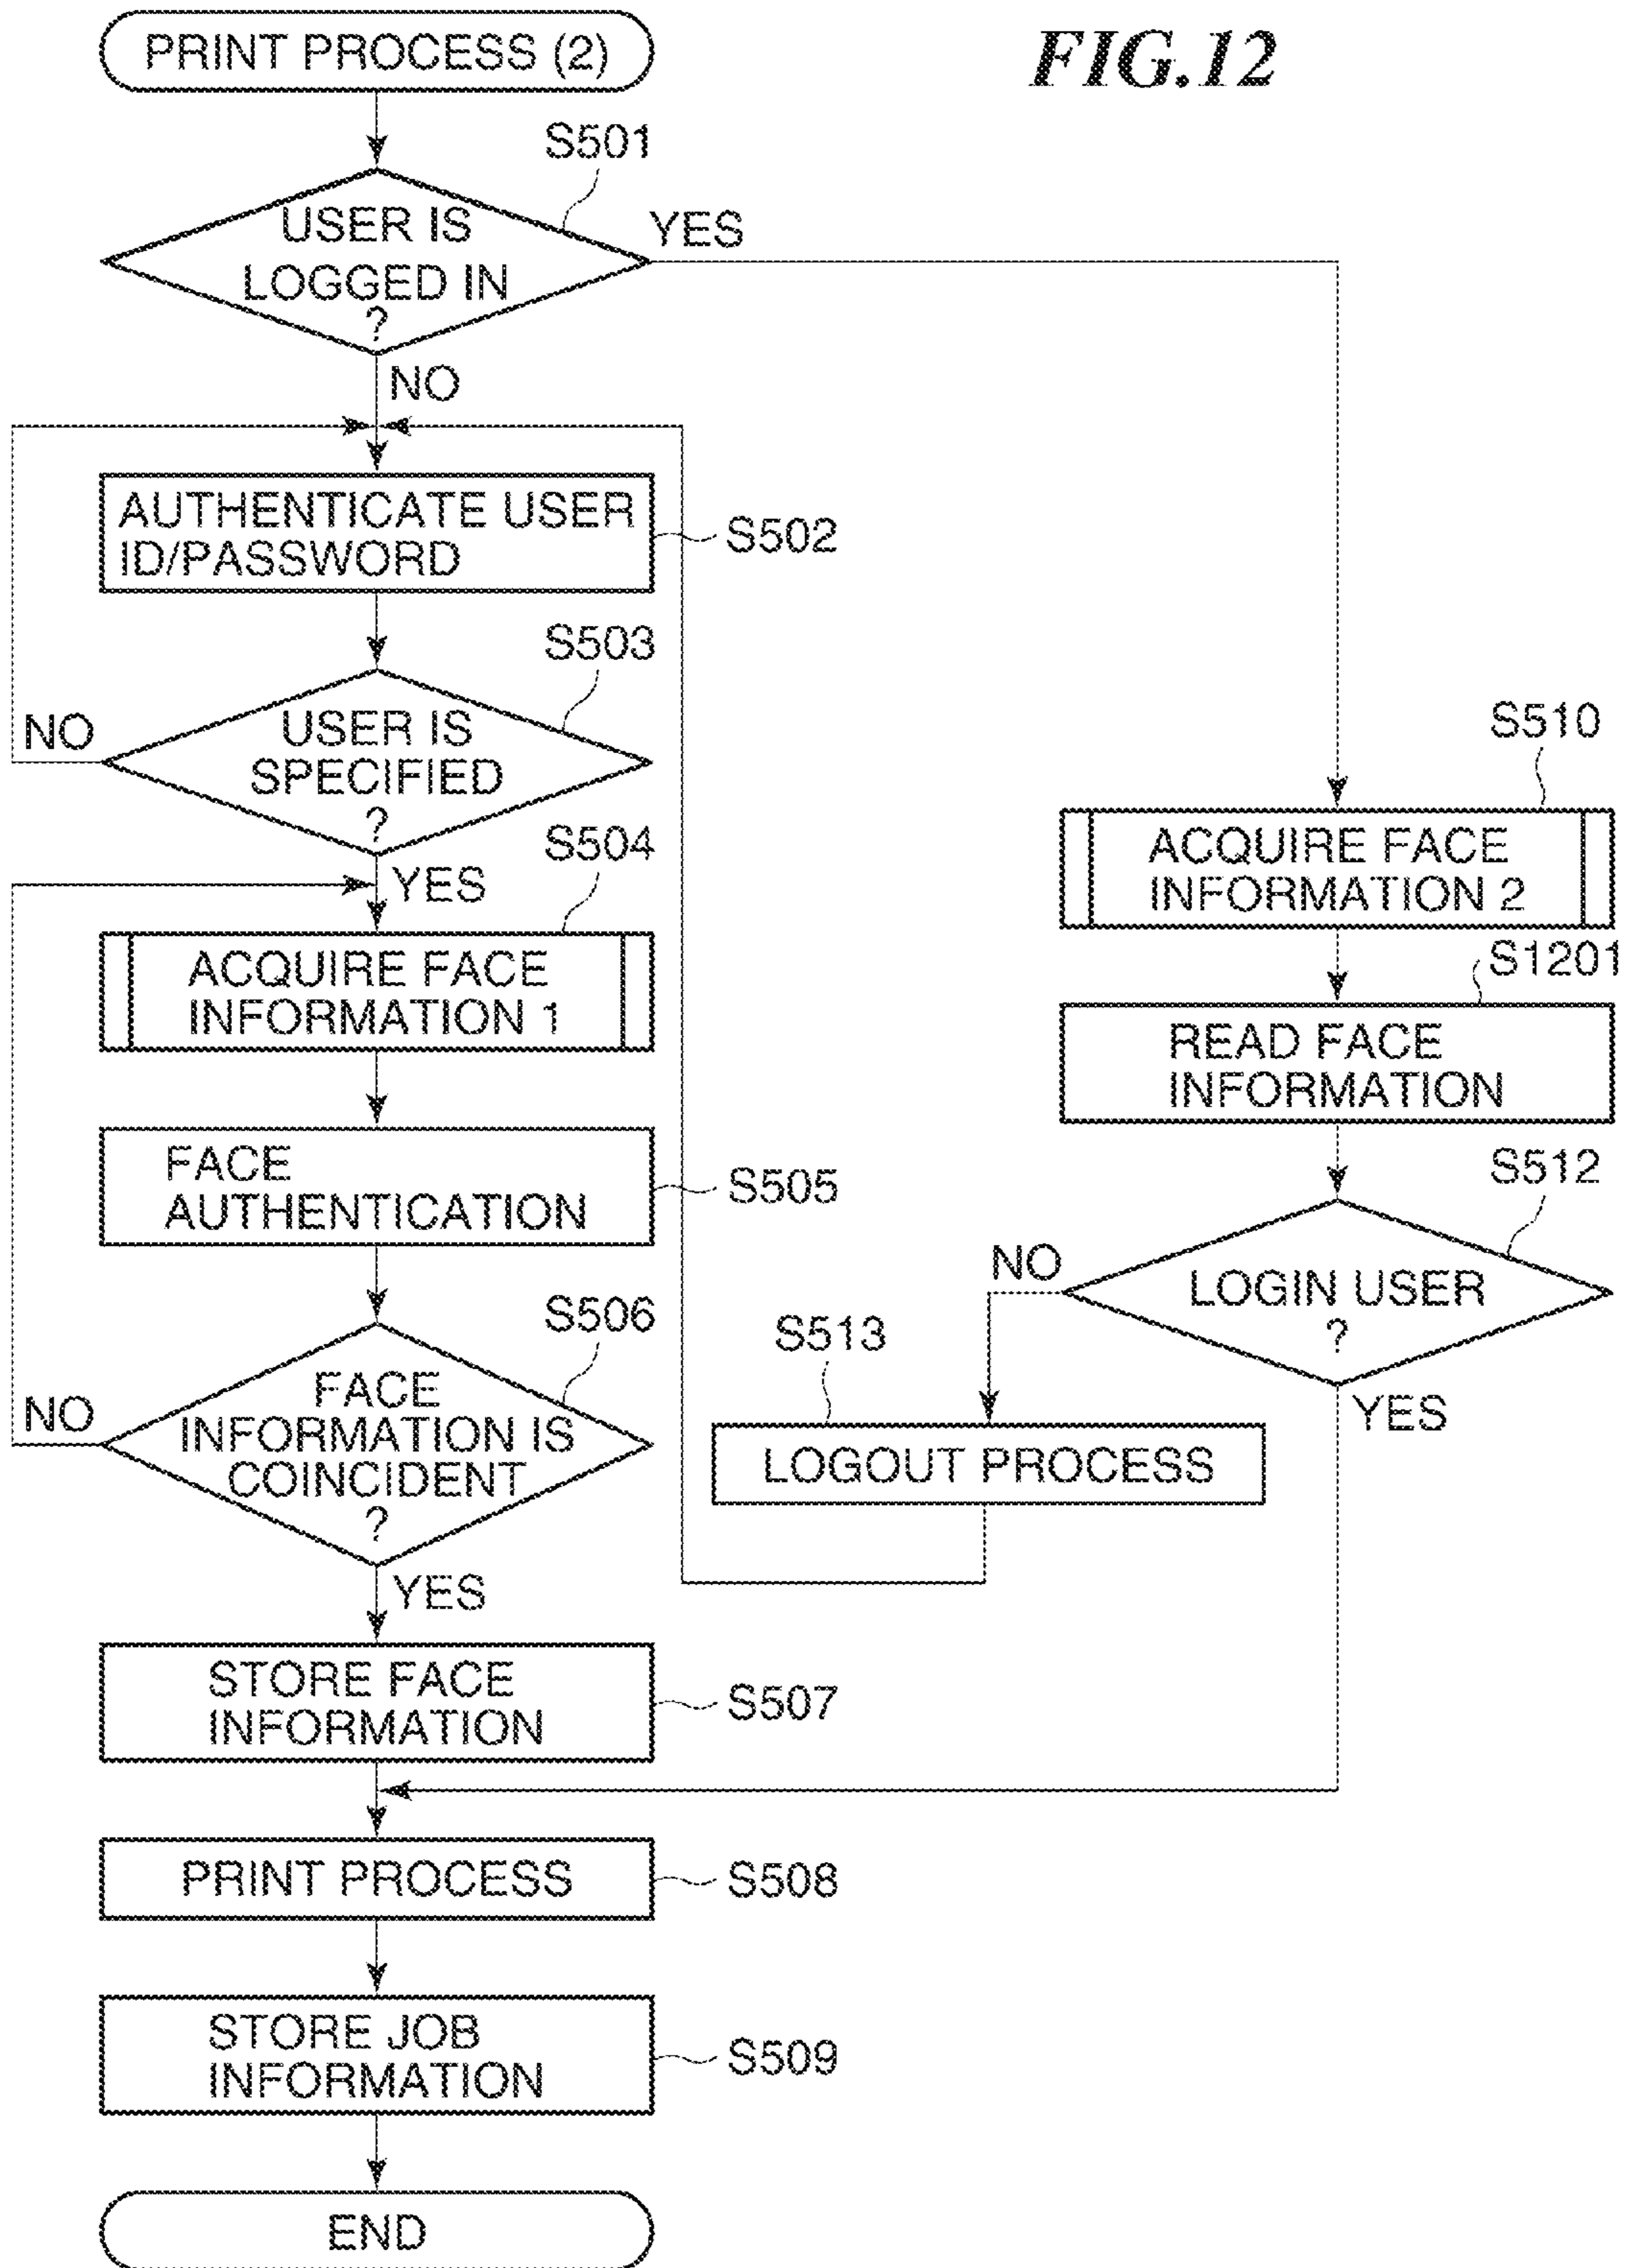 PRINT PROCESS (2)
FIG.12
S501
USER IS
LOGGED IN
?
YES
NO
AUTHENTICATE USER
ID/PASSWORD
S502
S503
USER IS
SPECIFIED
?
NO
YES
S504
ACQUIRE FACE
INFORMATION 1
FACE
AUTHENTICATION
S505
S506
FACE
INFORMATION IS
COINCIDENT
?
NO
YES
STORE FACE
INFORMATION
S507
PRINT PROCESS
S508
STORE JOB
INFORMATION
S509
END
S510
ACQUIRE FACE
INFORMATION 2
S1201
READ FACE
INFORMATION
S512
LOGIN USER
?
NO
YES
S513
LOGOUT PROCESS